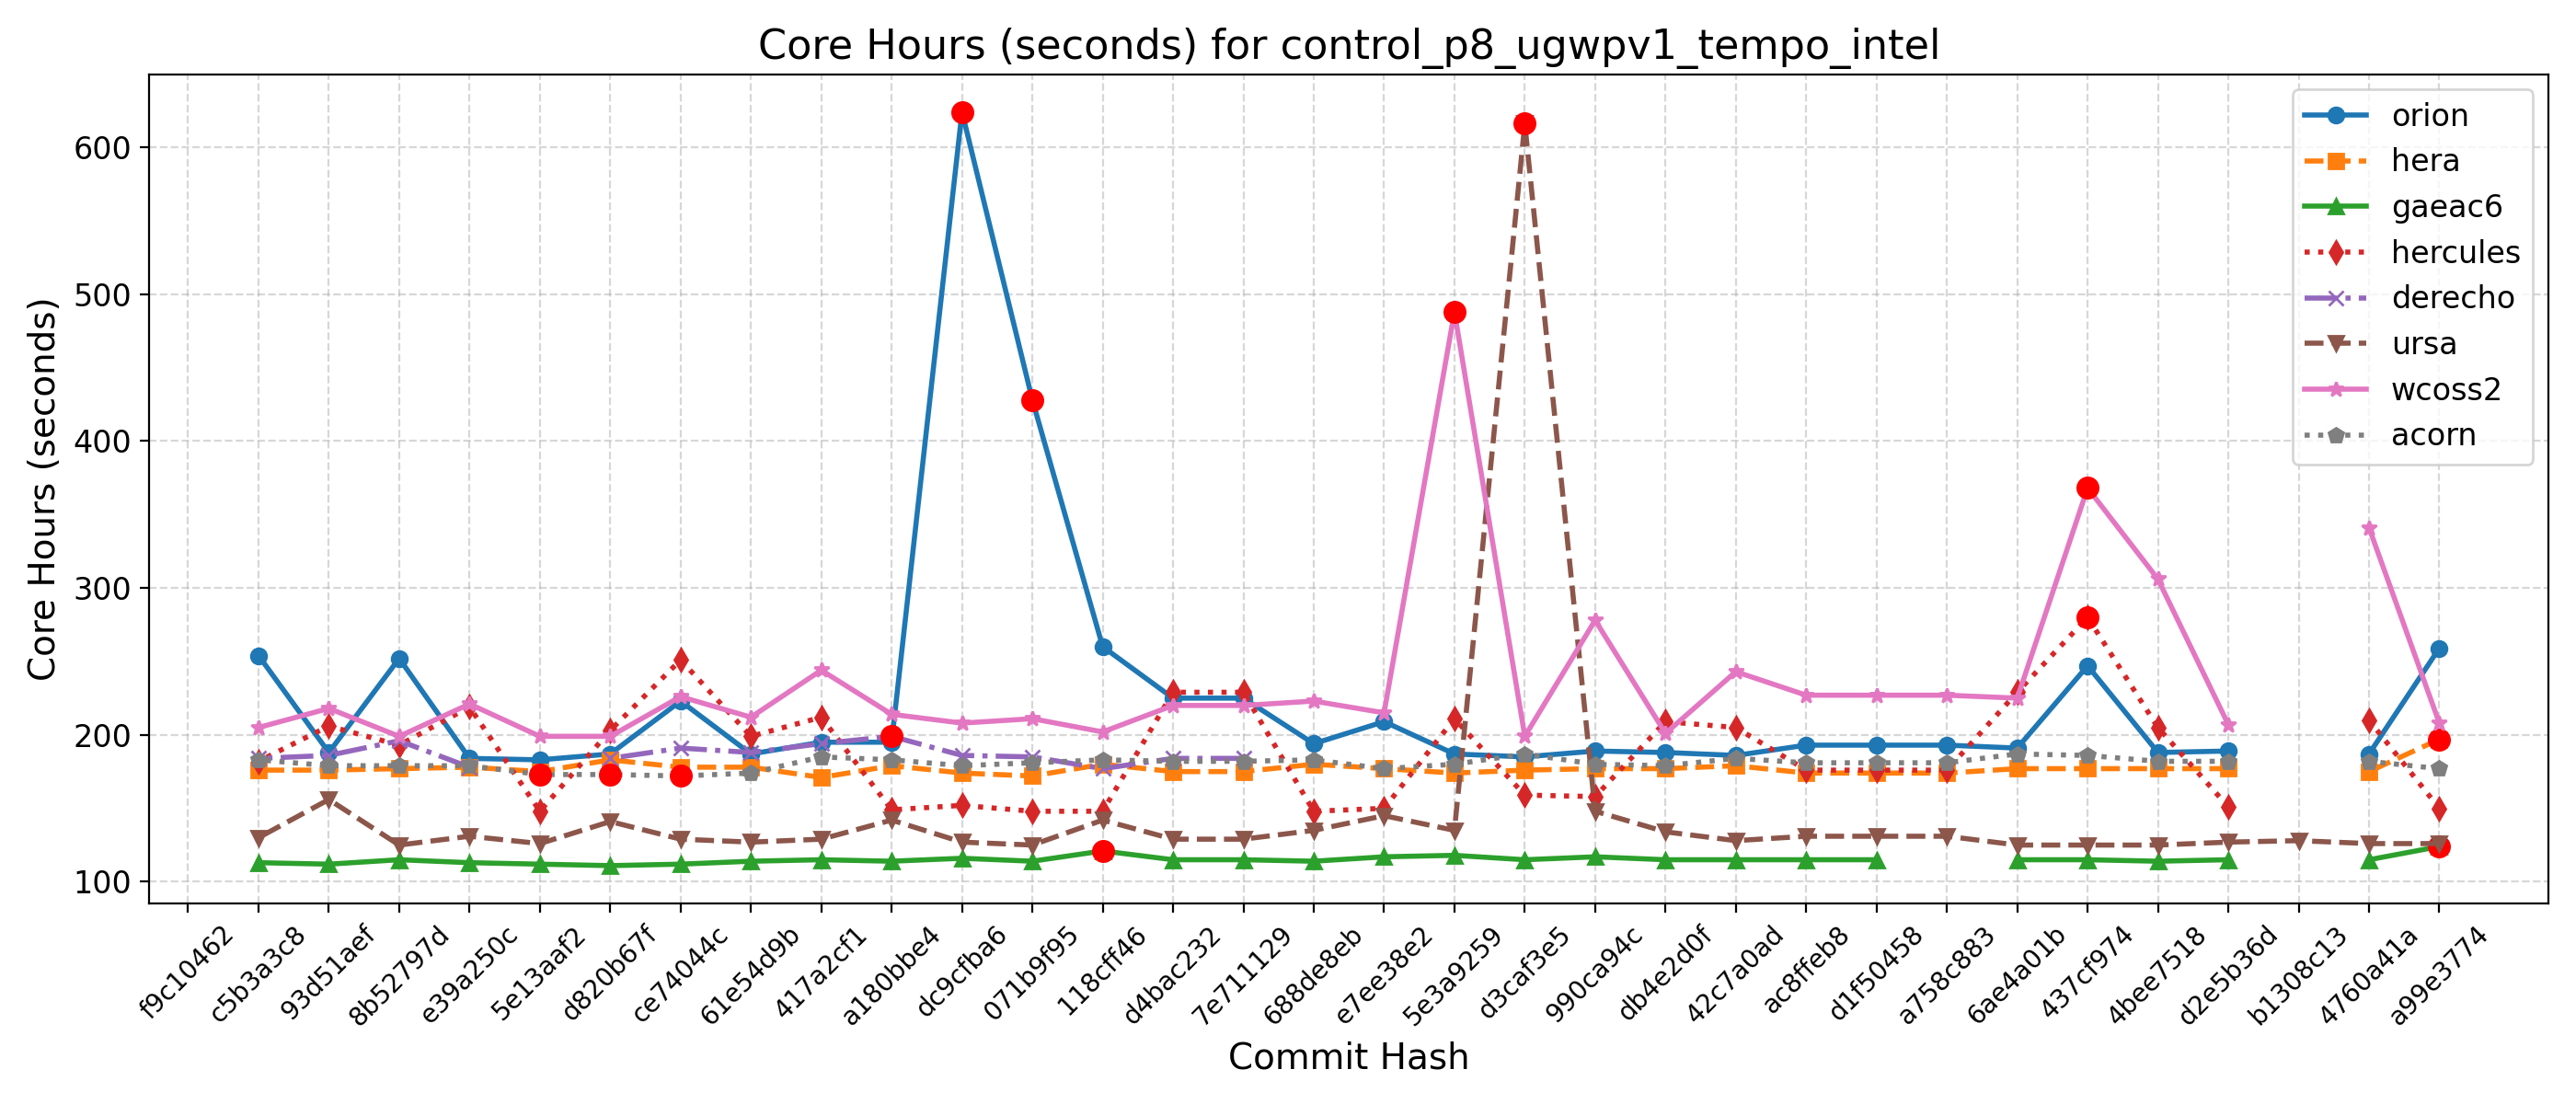 Core Hours (seconds) for control_p8_ugwpv1_tempo_intel
Core Hours (seconds)
600
500
400
300
200
100
orion
hera
gaeac6
hercules
derecho
ursa
wcoss2
acorn
f9c10462
c5b3a3c8
93d51aef
8b52797d
e39a250c
5e13aaf2
d820b67f
ce74044c
61e54d9b
417a2cf1
a180bbe4
dc9cfba6
071b9f95
118cff46
d4bac232
7e711129
688de8eb
e7ee38e2
5e3a9259
d3caf3e5
990ca94c
db4e2d0f
42c7a0ad
ac8ffeb8
d1f50458
a758c883
6ae4a01b
437cf974
4bee7518
d2e5b36d
b1308c13
4760a41a
a99e3774
Commit Hash